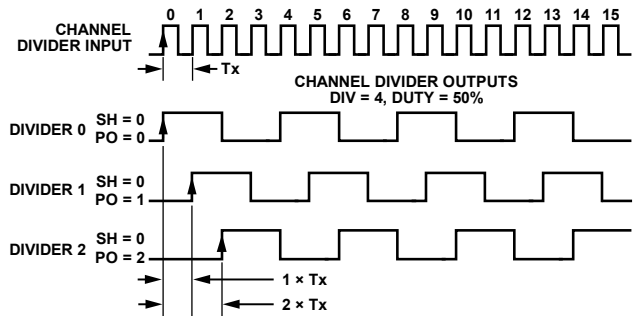 0 1 2 3 4 5 6 7 8 9 10 11 12 13 14 15
CHANNEL
DIVIDER INPUT
Tx
CHANNEL DIVIDER OUTPUTS
DIV = 4, DUTY = 50%
DIVIDER 0
SH = 0
PO = 0
DIVIDER 1
SH = 0
PO = 1
DIVIDER 2
SH = 0
PO = 2
1 × Tx
2 × Tx